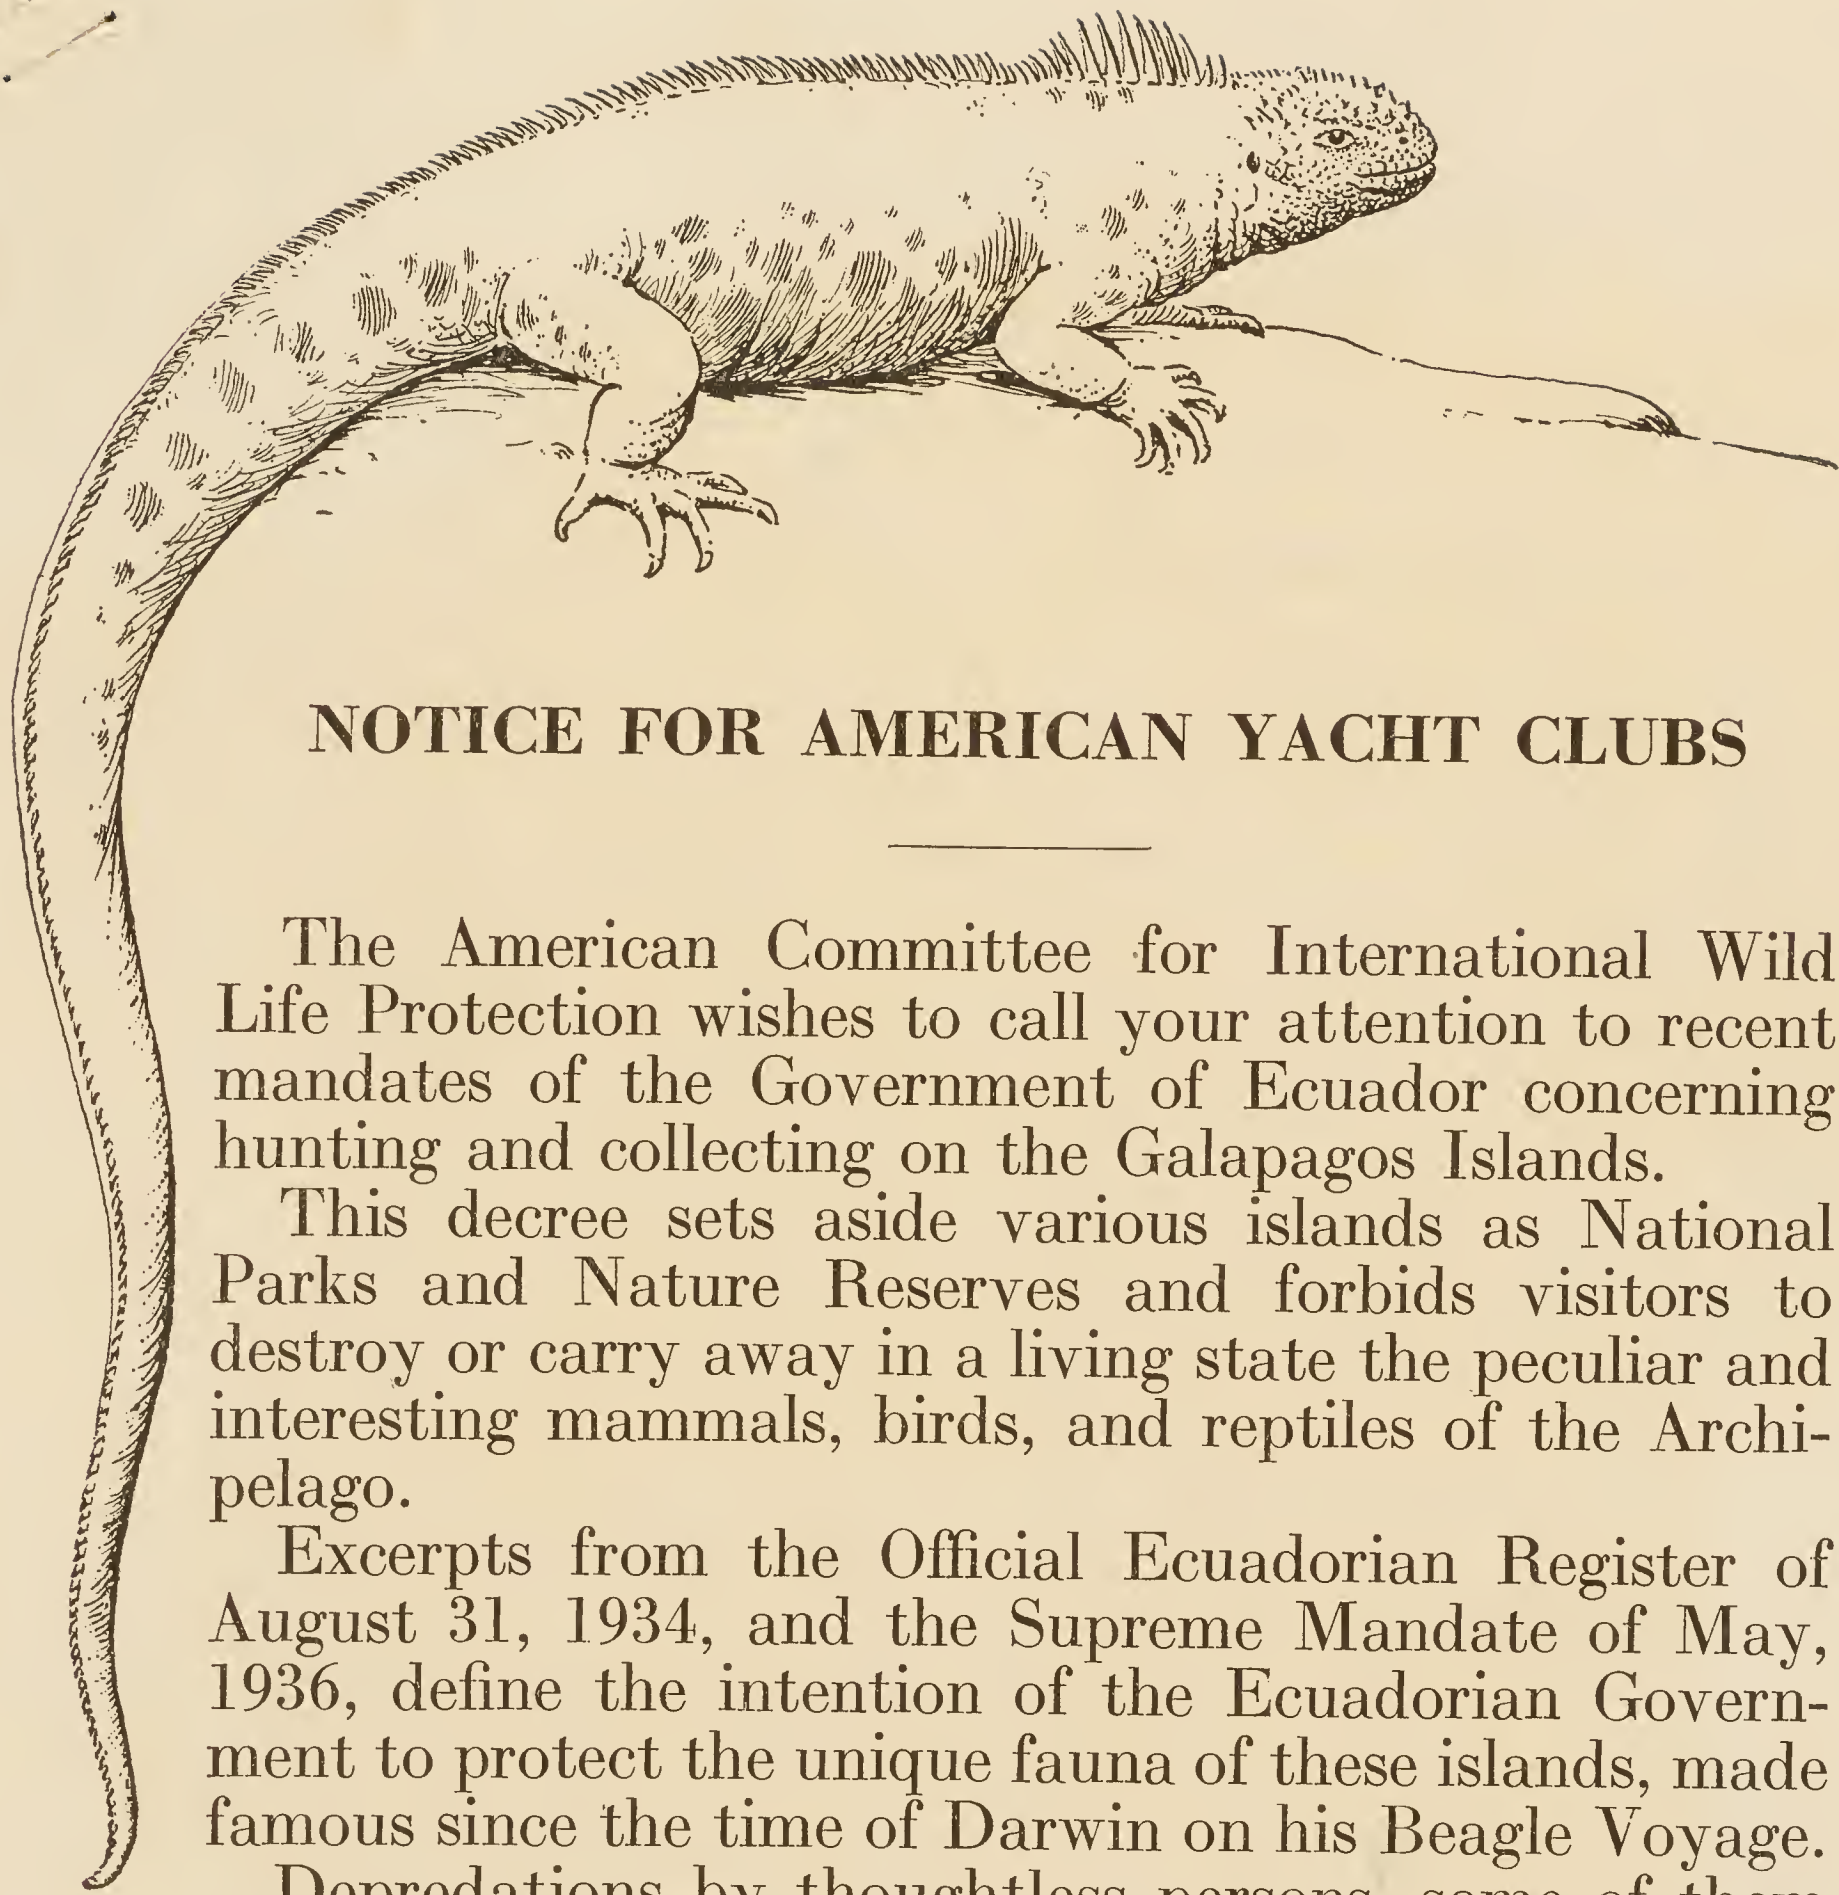 NOTICE FOR AMERICAN YACHT CLUBS
The American Committee for International Wild
Life Protection wishes to call your attention to recent
mandates of the Government of Ecuador concerning
hunting and collecting on the Galapagos Islands.
This decree sets aside various islands as National
Parks and Nature Reserves and forbids visitors to
destroy or carry away in a living state the peculiar and
interesting mammals, birds, and reptiles of the Archi-
pelago.
Excerpts from the Official Ecuadorian Register of
August 31, 1934, and the Supreme Mandate of May,
1936, define the intention of the Ecuadorian Govern-
ment to protect the unique fauna of these islands, made
famous since the time of Darwin on his Beagle Voyage.
Depredations by thoughtless persons, some of them